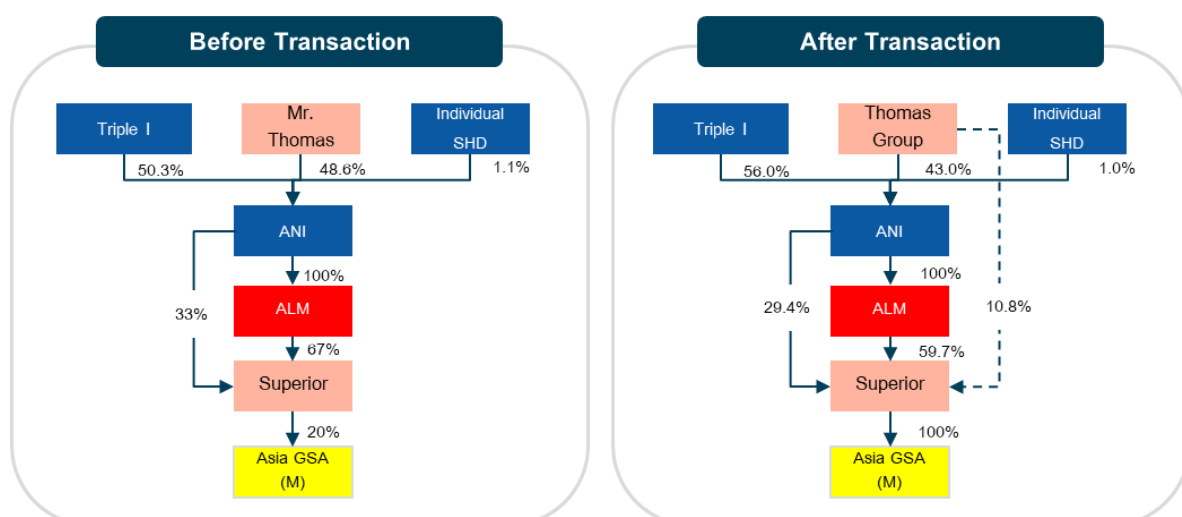 Before Transaction
Triple I
Mr.
Thomas
Individual
SHD
50.3%
48.6%
1.1%
ANI
100%
33%
ALM
67%
Superior
20%
Asia GSA
(M)
After Transaction
Triple I
Thomas
Group
Individual
SHD
56.0%
43.0%
1.0%
ANI
100%
29.4%
ALM
10.8%
59.7%
Superior
100%
Asia GSA
(M)